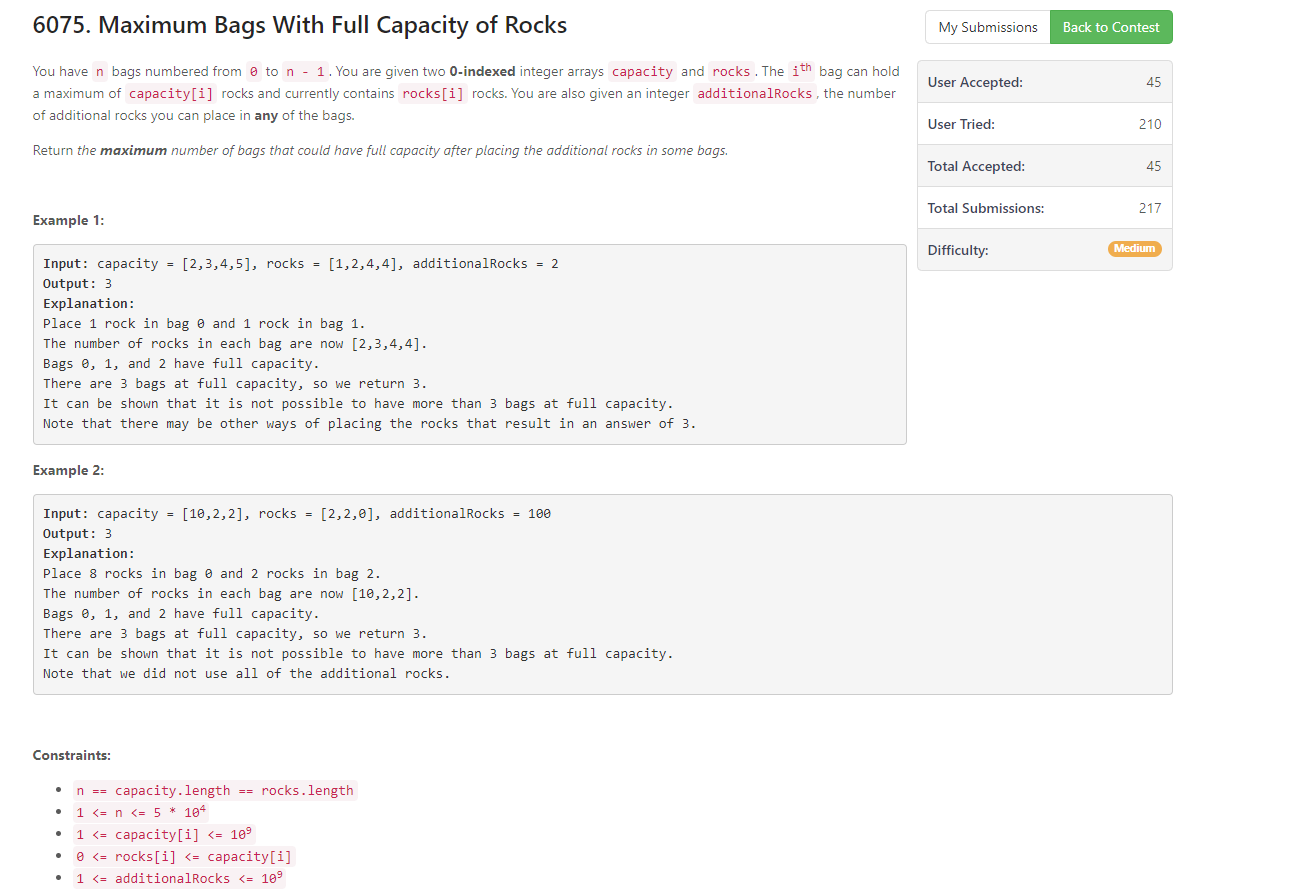 6075. Maximum Bags With Full Capacity of Rocks
My Submissions
Back to Contest
You have n bags numbered from 0 to n - 1. You are given two 0-indexed integer arrays capacity and rocks. The ith bag can hold
a maximum of capacity[i] rocks and currently contains rocks[i] rocks. You are also given an integer additionalRocks, the number
of additional rocks you can place in any of the bags.
Return the maximum number of bags that could have full capacity after placing the additional rocks in some bags.
User Accepted: 45
User Tried: 210
Total Accepted: 45
Total Submissions: 217
Difficulty: Medium
Example 1:
Input: capacity = [2,3,4,5], rocks = [1,2,4,4], additionalRocks = 2
Output: 3
Explanation:
Place 1 rock in bag 0 and 1 rock in bag 1.
The number of rocks in each bag are now [2,3,4,4].
Bags 0, 1, and 2 have full capacity.
There are 3 bags at full capacity, so we return 3.
It can be shown that it is not possible to have more than 3 bags at full capacity.
Note that there may be other ways of placing the rocks that result in an answer of 3.
Example 2:
Input: capacity = [10,2,2], rocks = [2,2,0], additionalRocks = 100
Output: 3
Explanation:
Place 8 rocks in bag 0 and 2 rocks in bag 2.
The number of rocks in each bag are now [10,2,2].
Bags 0, 1, and 2 have full capacity.
There are 3 bags at full capacity, so we return 3.
It can be shown that it is not possible to have more than 3 bags at full capacity.
Note that we did not use all of the additional rocks.
Constraints:
• n == capacity.length == rocks.length
• 1 <= n <= 5 * 10⁴
• 1 <= capacity[i] <= 10⁹
• 0 <= rocks[i] <= capacity[i]
• 1 <= additionalRocks <= 10⁹